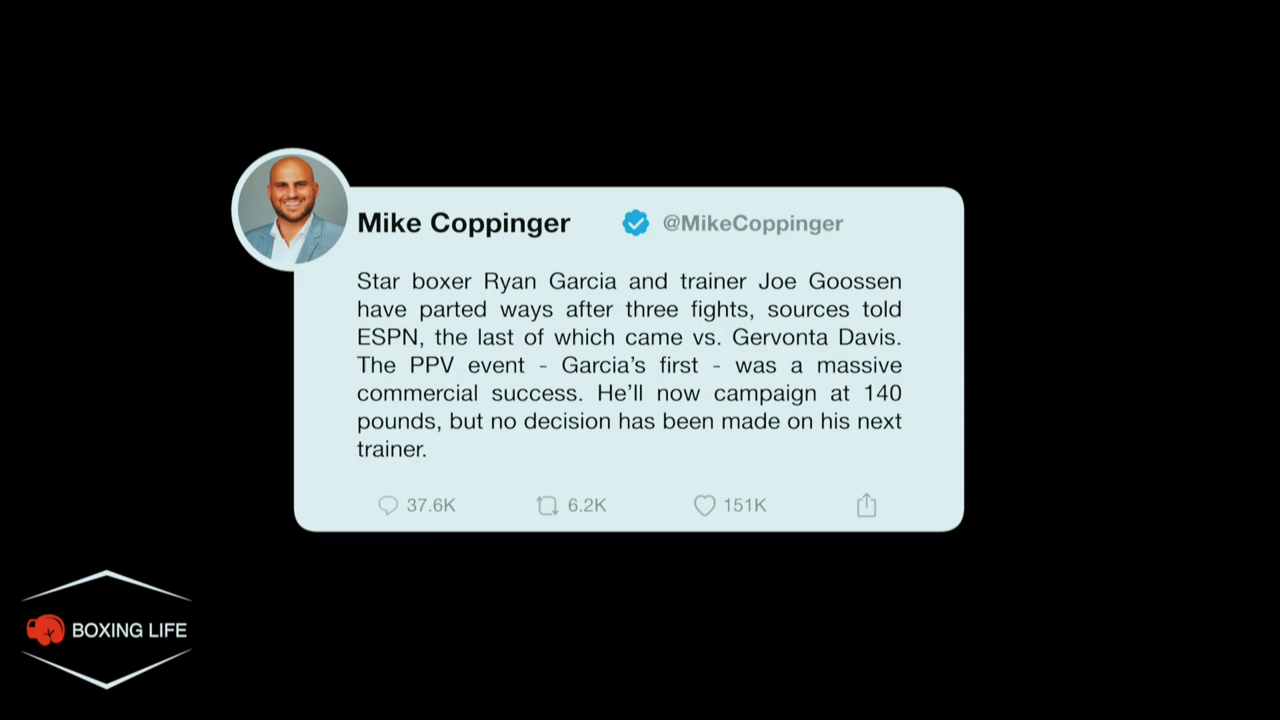 Mike Coppinger @MikeCoppinger
Star boxer Ryan Garcia and trainer Joe Goossen
have parted ways after three fights, sources told
ESPN, the last of which came vs. Gervonta Davis.
The PPV event - Garcia’s first - was a massive
commercial success. He’ll now campaign at 140
pounds, but no decision has been made on his next
trainer.
37.6K 6.2K 151K
BOXING LIFE